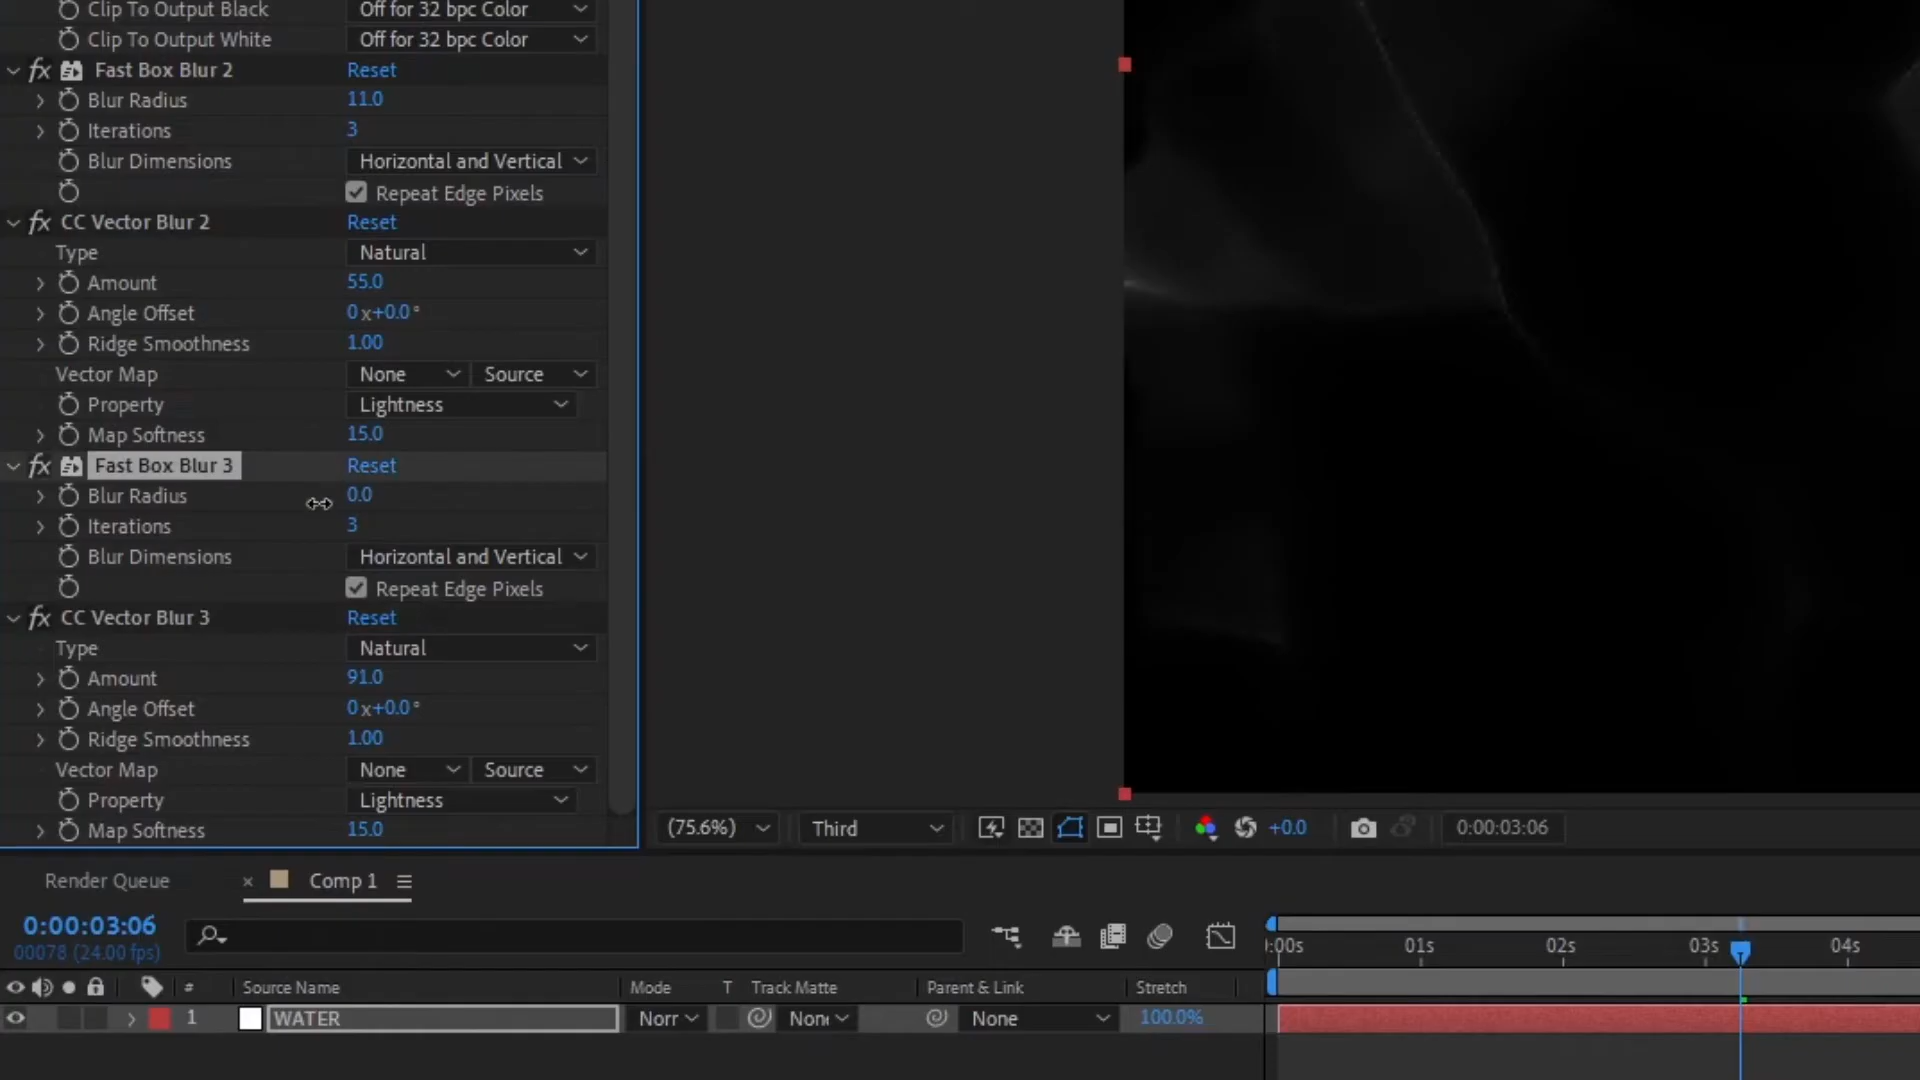 Clip To Output Black Off for 32 bpc Color
Clip To Output White Off for 32 bpc Color
fx Fast Box Blur 2 Reset
Blur Radius 11.0
Iterations 3
Blur Dimensions Horizontal and Vertical
Repeat Edge Pixels
fx CC Vector Blur 2 Reset
Type Natural
Amount 55.0
Angle Offset 0x+0.0°
Ridge Smoothness 1.00
Vector Map None Source
Property Lightness
Map Softness 15.0
fx Fast Box Blur 3 Reset
Blur Radius 0.0
Iterations 3
Blur Dimensions Horizontal and Vertical
Repeat Edge Pixels
fx CC Vector Blur 3 Reset
Type Natural
Amount 91.0
Angle Offset 0x+0.0°
Ridge Smoothness 1.00
Vector Map None Source
Property Lightness
Map Softness 15.0
(75.6%) Third +0.0 0:00:03:06
Render Queue × Comp 1
0:00:03:06
00078 (24.00 fps)
:00s 01s 02s 03s 04s
# Source Name Mode T Track Matte Parent & Link Stretch
1 WATER Norr Non None 100.0%